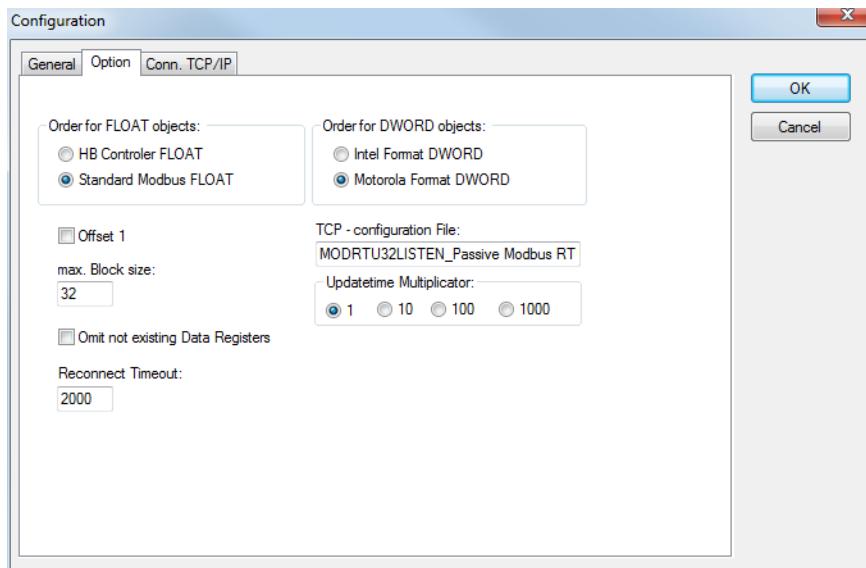 Configuration
X
General Option Conn. TCP/IP
OK
Cancel
Order for FLOAT objects:
HB Controler FLOAT
Standard Modbus FLOAT
Order for DWORD objects:
Intel Format DWORD
Motorola Format DWORD
Offset 1
max. Block size:
32
TCP - configuration File:
MODRTU32LISTEN_Passive Modbus RT
Updatetime Multiplicator:
1 10 100 1000
Omit not existing Data Registers
Reconnect Timeout:
2000